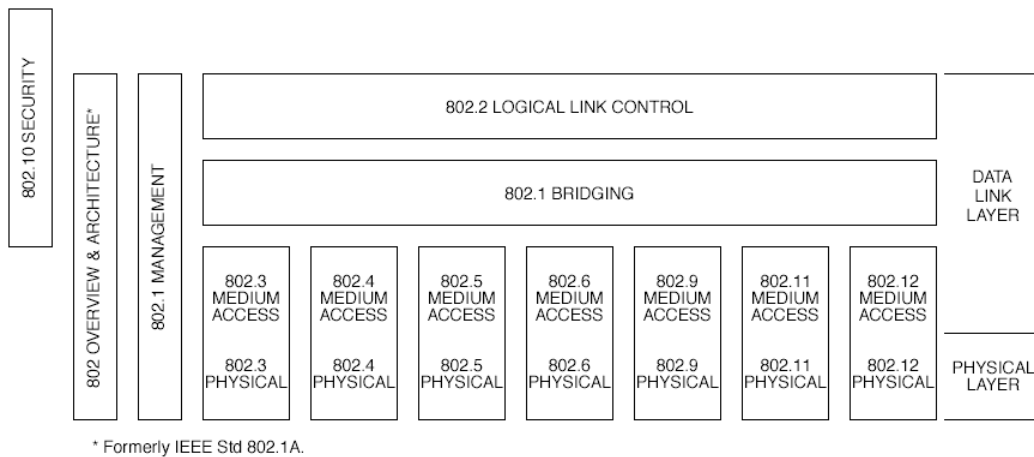 802.10 SECURITY
802 OVERVIEW & ARCHITECTURE*
802.1 MANAGEMENT
802.2 LOGICAL LINK CONTROL
802.1 BRIDGING
DATA
LINK
LAYER
802.3
MEDIUM
ACCESS
802.4
MEDIUM
ACCESS
802.5
MEDIUM
ACCESS
802.6
MEDIUM
ACCESS
802.9
MEDIUM
ACCESS
802.11
MEDIUM
ACCESS
802.12
MEDIUM
ACCESS
802.3
PHYSICAL
802.4
PHYSICAL
802.5
PHYSICAL
802.6
PHYSICAL
802.9
PHYSICAL
802.11
PHYSICAL
802.12
PHYSICAL
PHYSICAL
LAYER
* Formerly IEEE Std 802.1A.